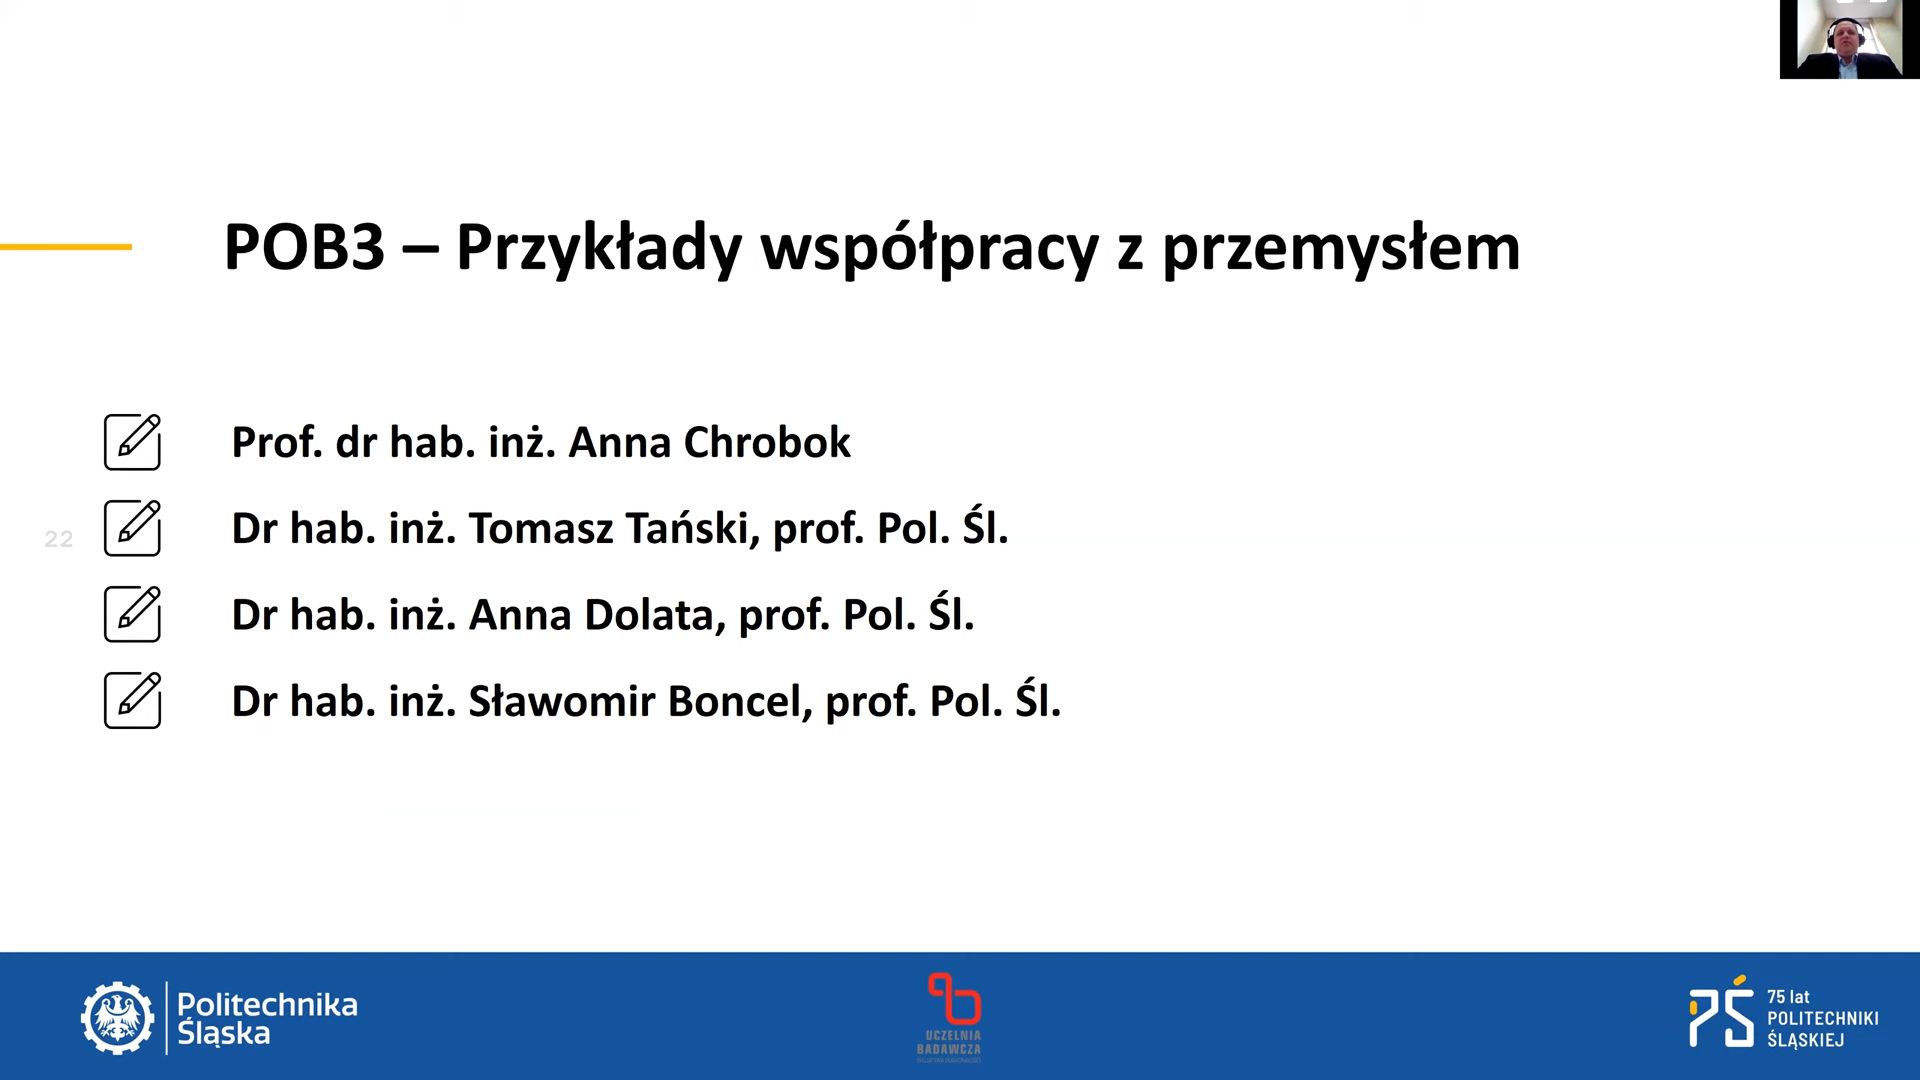 POB3 – Przykłady współpracy z przemysłem
Prof. dr hab. inż. Anna Chrobok
Dr hab. inż. Tomasz Tański, prof. Pol. Śl.
22
Dr hab. inż. Anna Dolata, prof. Pol. Śl.
Dr hab. inż. Sławomir Boncel, prof. Pol. Śl.
Politechnika
Śląska
UCZELNIA
BADAWCZA
75 lat
POLITECHNIKI
ŚLĄSKIEJ